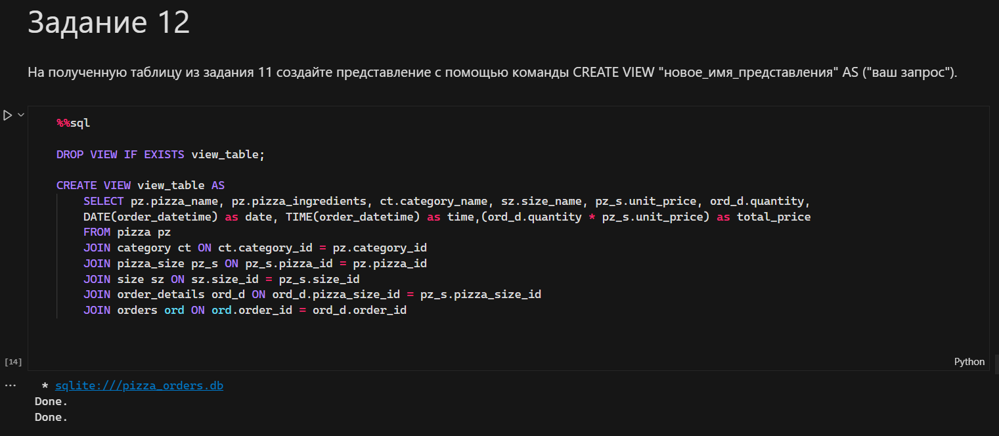 Задание 12
На полученную таблицу из задания 11 создайте представление с помощью команды CREATE VIEW "новое_имя_представления" AS ("ваш запрос").
%%sql
DROP VIEW IF EXISTS view_table;
CREATE VIEW view_table AS
SELECT pz.pizza_name, pz.pizza_ingredients, ct.category_name, sz.size_name, pz_s.unit_price, ord_d.quantity,
DATE(order_datetime) as date, TIME(order_datetime) as time,(ord_d.quantity * pz_s.unit_price) as total_price
FROM pizza pz
JOIN category ct ON ct.category_id = pz.category_id
JOIN pizza_size pz_s ON pz_s.pizza_id = pz.pizza_id
JOIN size sz ON sz.size_id = pz_s.size_id
JOIN order_details ord_d ON ord_d.pizza_size_id = pz_s.pizza_size_id
JOIN orders ord ON ord.order_id = ord_d.order_id
[14]
Python
* sqlite:///pizza_orders.db
Done.
Done.